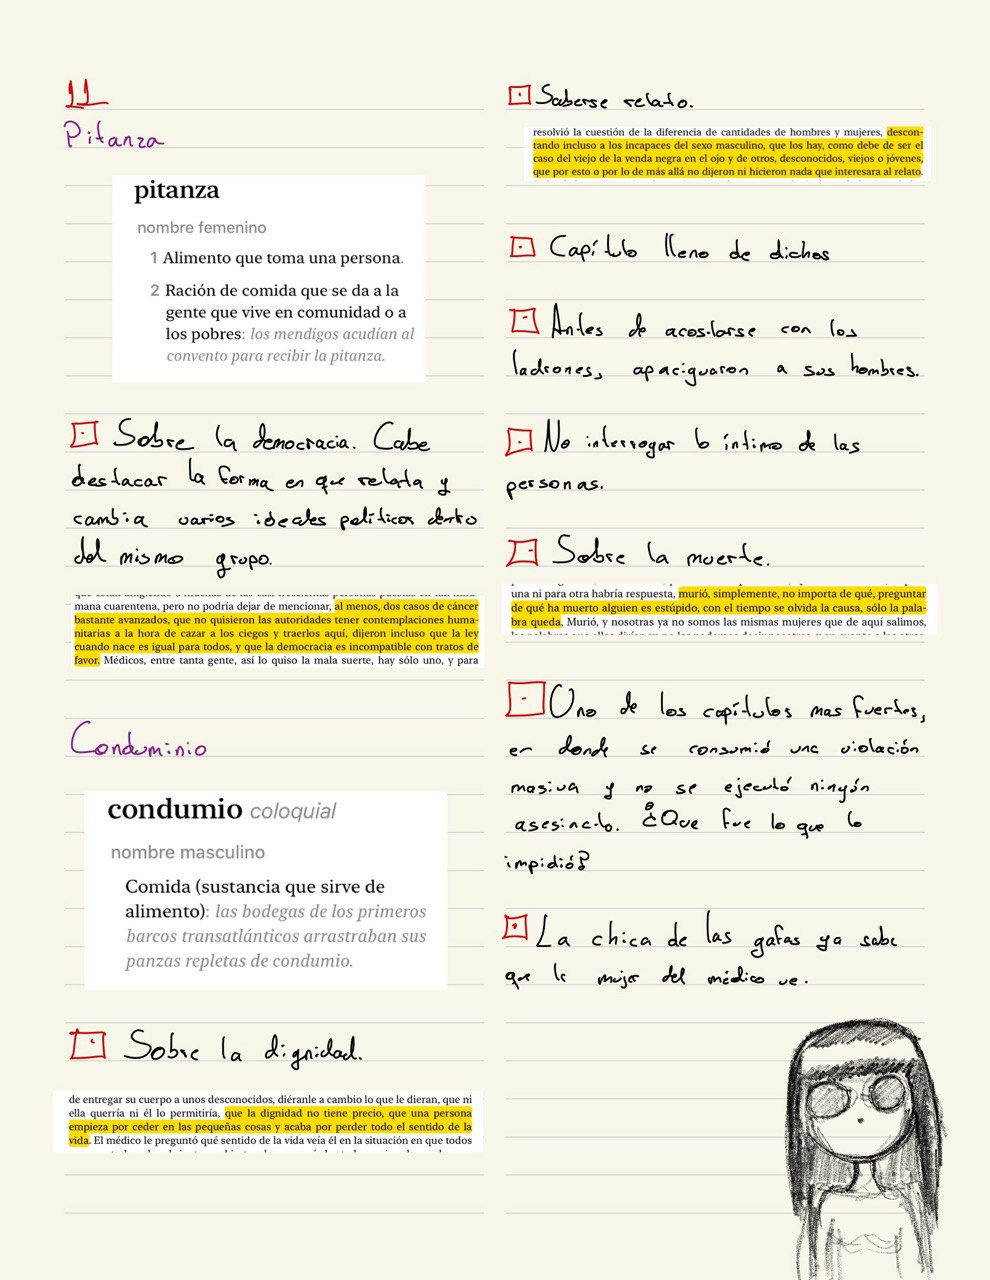 11
Pitanza
pitanza
nombre femenino
1 Alimento que toma una persona.
2 Ración de comida que se da a la
gente que vive en comunidad o a
los pobres: los mendigos acudían al
convento para recibir la pitanza.
Sobre la democracia. Cabe
destacar la forma en que relata y
cambia varios ideales políticos dentro
del mismo grupo.
mana cuarentena, pero no podría dejar de mencionar, al menos, dos casos de cáncer
bastante avanzados, que no quisieron las autoridades tener contemplaciones huma-
nitarias a la hora de cazar a los ciegos y traerlos aquí, dijeron incluso que la ley
cuando nace es igual para todos, y que la democracia es incompatible con tratos de
favor. Médicos, entre tanta gente, así lo quiso la mala suerte, hay sólo uno, y para
Conduminio
condumio coloquial
nombre masculino
Comida (sustancia que sirve de
alimento): las bodegas de los primeros
barcos transatlánticos arrastraban sus
panzas repletas de condumio.
Sobre la dignidad.
de entregar su cuerpo a unos desconocidos, diéranle a cambio lo que le dieran, que ni
ella querría ni él lo permitiría, que la dignidad no tiene precio, que una persona
empieza por ceder en las pequeñas cosas y acaba por perder todo el sentido de la
vida. El médico le preguntó qué sentido de la vida veía él en la situación en que todos
Saberse relato.
resolvió la cuestión de la diferencia de cantidades de hombres y mujeres, descon-
tando incluso a los incapaces del sexo masculino, que los hay, como debe de ser el
caso del viejo de la venda negra en el ojo y de otros, desconocidos, viejos o jóvenes,
que por esto o por lo de más allá no dijeron ni hicieron nada que interesara al relato.
Capítulo lleno de dichos
Antes de acostarse con los
ladrones, apaciguaron a sus hombres.
No interrogar lo íntimo de las
personas.
Sobre la muerte.
una ni para otra habría respuesta, murió, simplemente, no importa de qué, preguntar
de qué ha muerto alguien es estúpido, con el tiempo se olvida la causa, sólo la pala-
bra queda, Murió, y nosotras ya no somos las mismas mujeres que de aquí salimos,
Uno de los capítulos mas fuertes,
en donde se consumió una violación
masiva y no se ejecutó ningún
asesinato. ¿Que fue lo que lo
impidió?
La chica de las gafas ya sabe
que la mujer del médico ve.